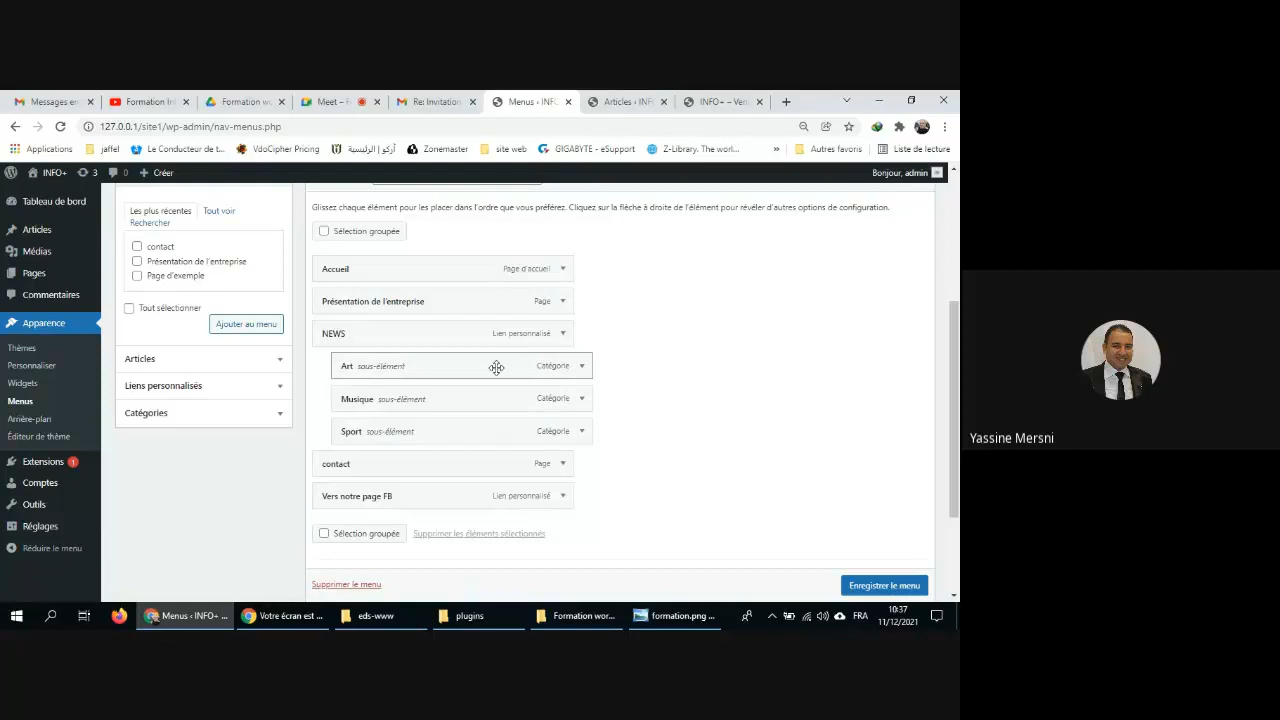 Messages en
Formation In
Formation wo
Meet – F
Re: Invitation
Menus ‹ INFO
Articles ‹ INFO
INFO+ – Ven
127.0.0.1/site1/wp-admin/nav-menus.php
Applications
jaffel
Le Conducteur de t...
VdoCipher Pricing
أركو | الرئيسية
Zonemaster
site web
GIGABYTE - eSupport
Z-Library. The worl...
»
Autres favoris
Liste de lecture
INFO+
3
0
Créer
Bonjour, admin
Tableau de bord
Articles
Médias
Pages
Commentaires
Apparence
Thèmes
Personnaliser
Widgets
Menus
Arrière-plan
Éditeur de thème
Extensions 1
Comptes
Outils
Réglages
Réduire le menu
Les plus récentes
Tout voir
Rechercher
contact
Présentation de l'entreprise
Page d'exemple
Tout sélectionner
Ajouter au menu
Articles
Liens personnalisés
Catégories
Glissez chaque élément pour les placer dans l'ordre que vous préférez. Cliquez sur la flèche à droite de l'élément pour révéler d'autres options de configuration.
Sélection groupée
Accueil Page d'accueil
Présentation de l'entreprise Page
NEWS Lien personnalisé
Art sous-élément Catégorie
Musique sous-élément Catégorie
Sport sous-élément Catégorie
contact Page
Vers notre page FB Lien personnalisé
Sélection groupée Supprimer les éléments sélectionnés
Supprimer le menu
Enregistrer le menu
Yassine Mersni
Menus ‹ INFO+ ...
Votre écran est ...
eds-www
plugins
Formation wor...
formation.png ...
FRA
10:37
11/12/2021